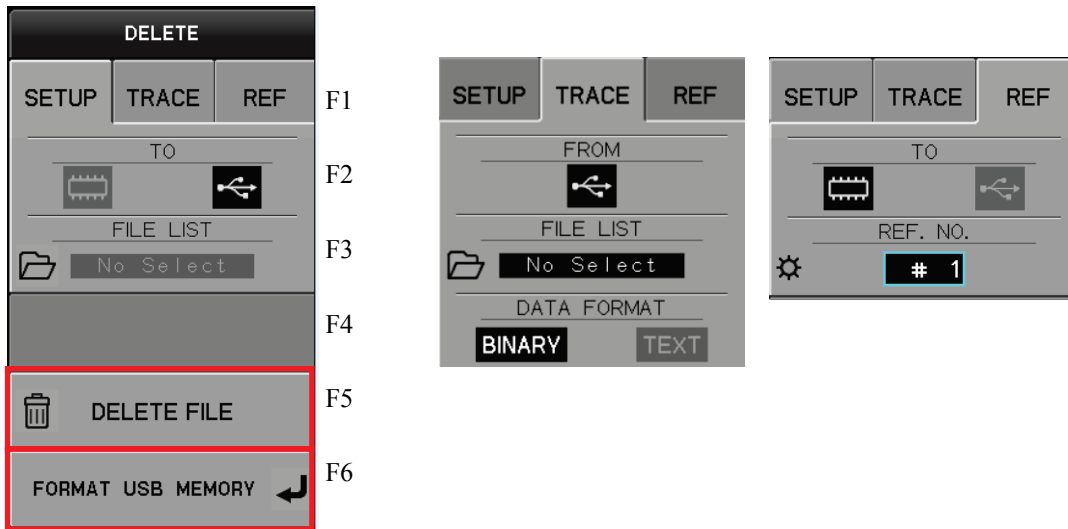 DELETE
SETUP TRACE REF F1
TO
F2
FILE LIST
No Select F3
F4
DELETE FILE F5
FORMAT USB MEMORY F6
SETUP TRACE REF
FROM
FILE LIST
No Select
DATA FORMAT
BINARY TEXT
SETUP TRACE REF
TO
REF. NO.
# 1